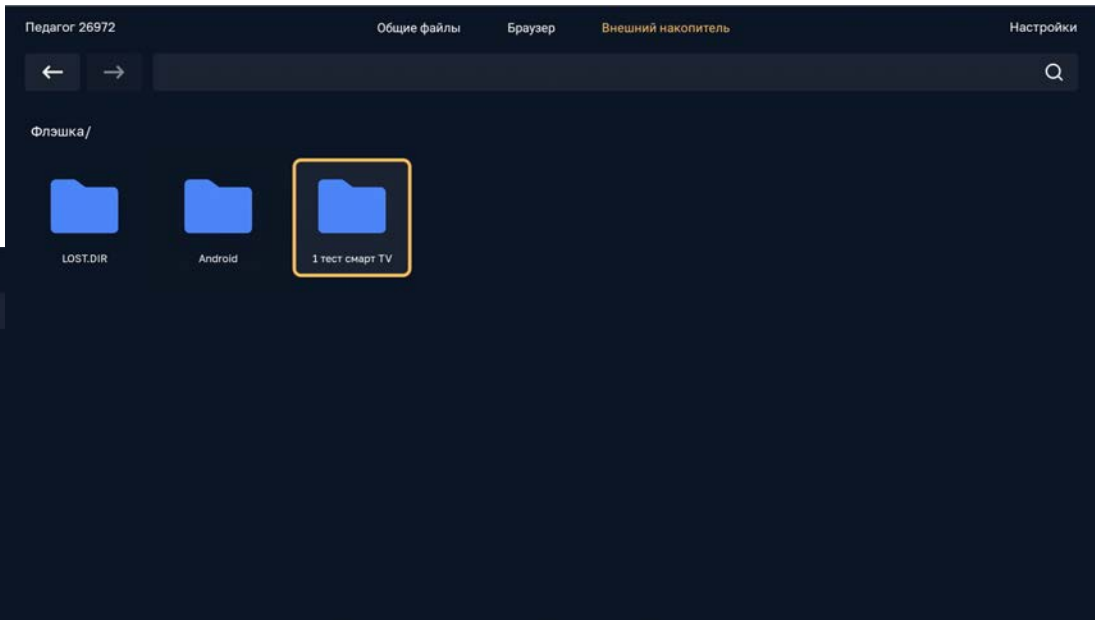 Педагог 26972 Общие файлы Браузер Внешний накопитель Настройки
Флэшка/
LOST.DIR Android 1 тест смарт TV